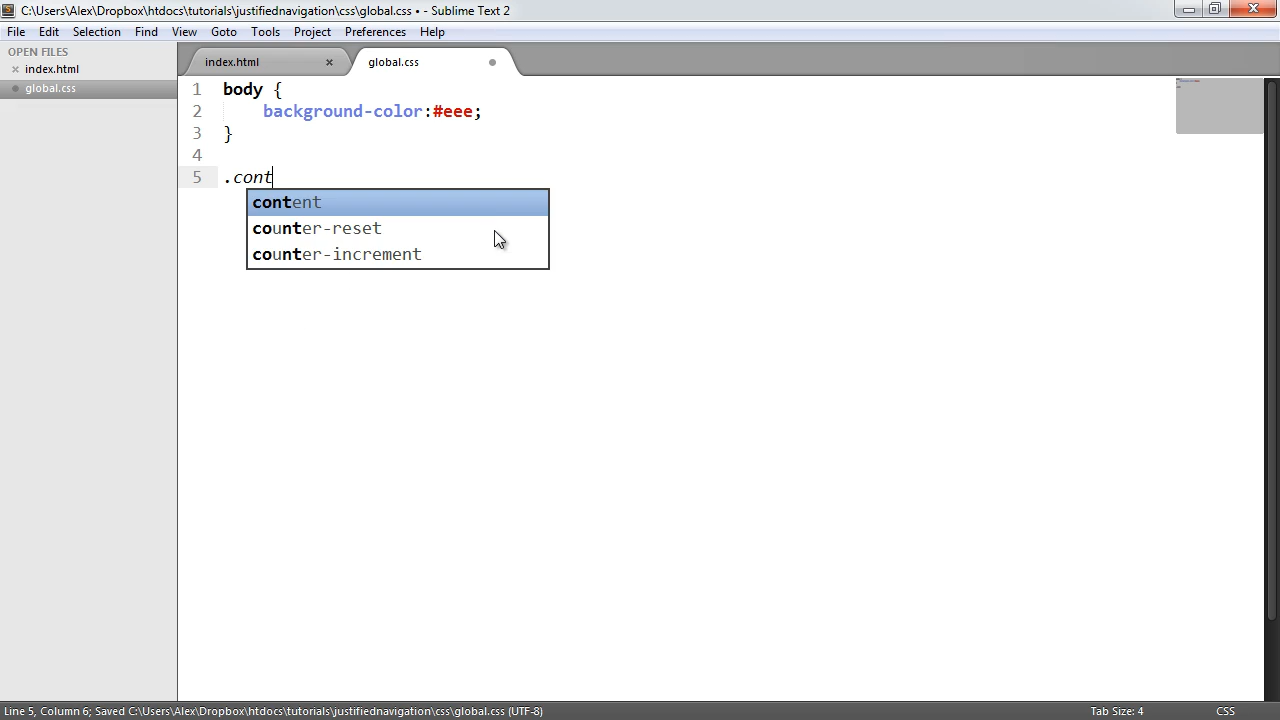 C:\Users\Alex\Dropbox\htdocs\tutorials\justifiednavigation\css\global.css • - Sublime Text 2
File Edit Selection Find View Goto Tools Project Preferences Help
OPEN FILES
index.html
global.css
index.html global.css
1 body {
2 background-color:#eee;
3 }
4
5 .cont
content
counter-reset
counter-increment
Line 5, Column 6; Saved C:\Users\Alex\Dropbox\htdocs\tutorials\justifiednavigation\css\global.css (UTF-8) Tab Size: 4 CSS